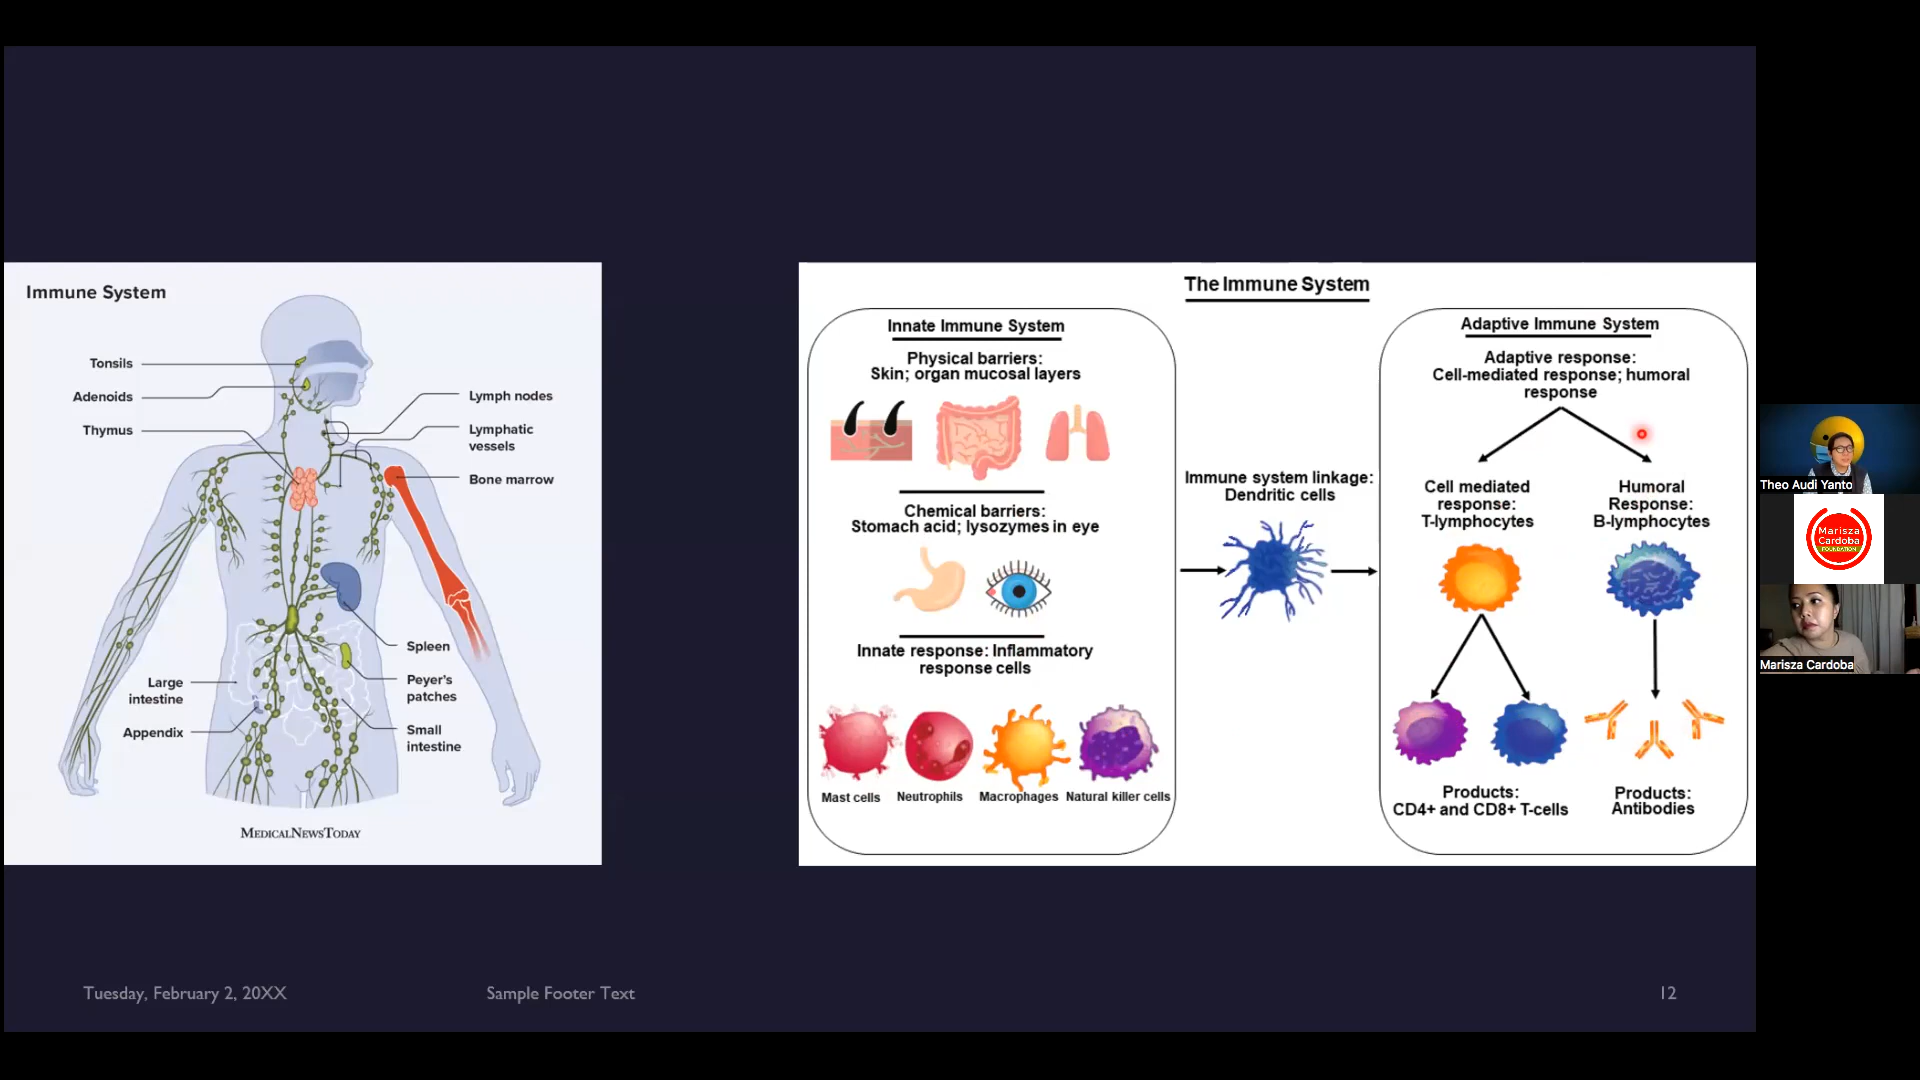 Immune System
Tonsils
Adenoids
Thymus
Lymph nodes
Lymphatic
vessels
Bone marrow
Spleen
Large
intestine
Peyer's
patches
Appendix
Small
intestine
MEDICALNEWSTODAY
The Immune System
Innate Immune System
Physical barriers:
Skin; organ mucosal layers
Chemical barriers:
Stomach acid; lysozymes in eye
Innate response: Inflammatory
response cells
Mast cells
Neutrophils
Macrophages
Natural killer cells
Immune system linkage:
Dendritic cells
Adaptive Immune System
Adaptive response:
Cell-mediated response; humoral
response
Cell mediated
response:
T-lymphocytes
Humoral
Response:
B-lymphocytes
Products:
CD4+ and CD8+ T-cells
Products:
Antibodies
Theo Audi Yanto
Marisza
Cardoba
FOUNDATION
Marisza Cardoba
Tuesday, February 2, 20XX
Sample Footer Text
12